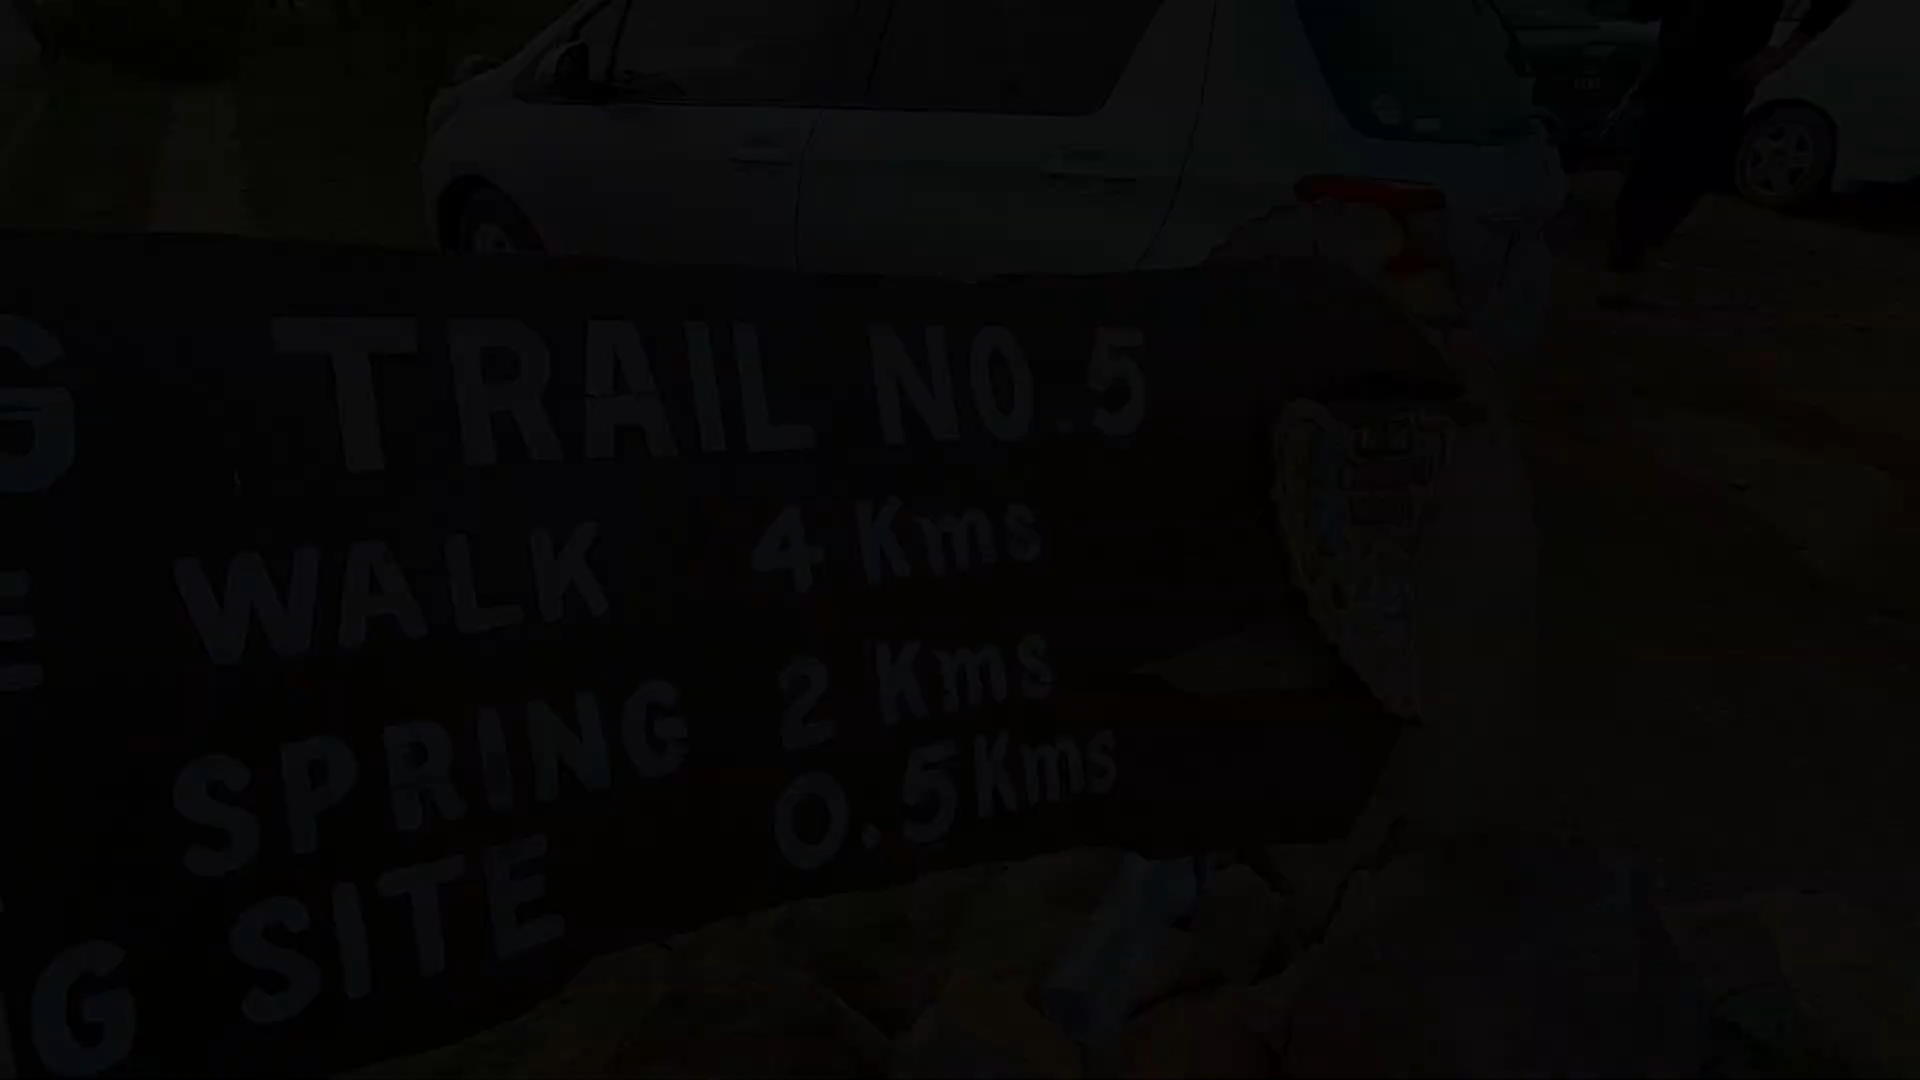 G TRAIL NO.5
E WALK 4 Kms
SPRING 2 Kms
G SITE 0.5Kms